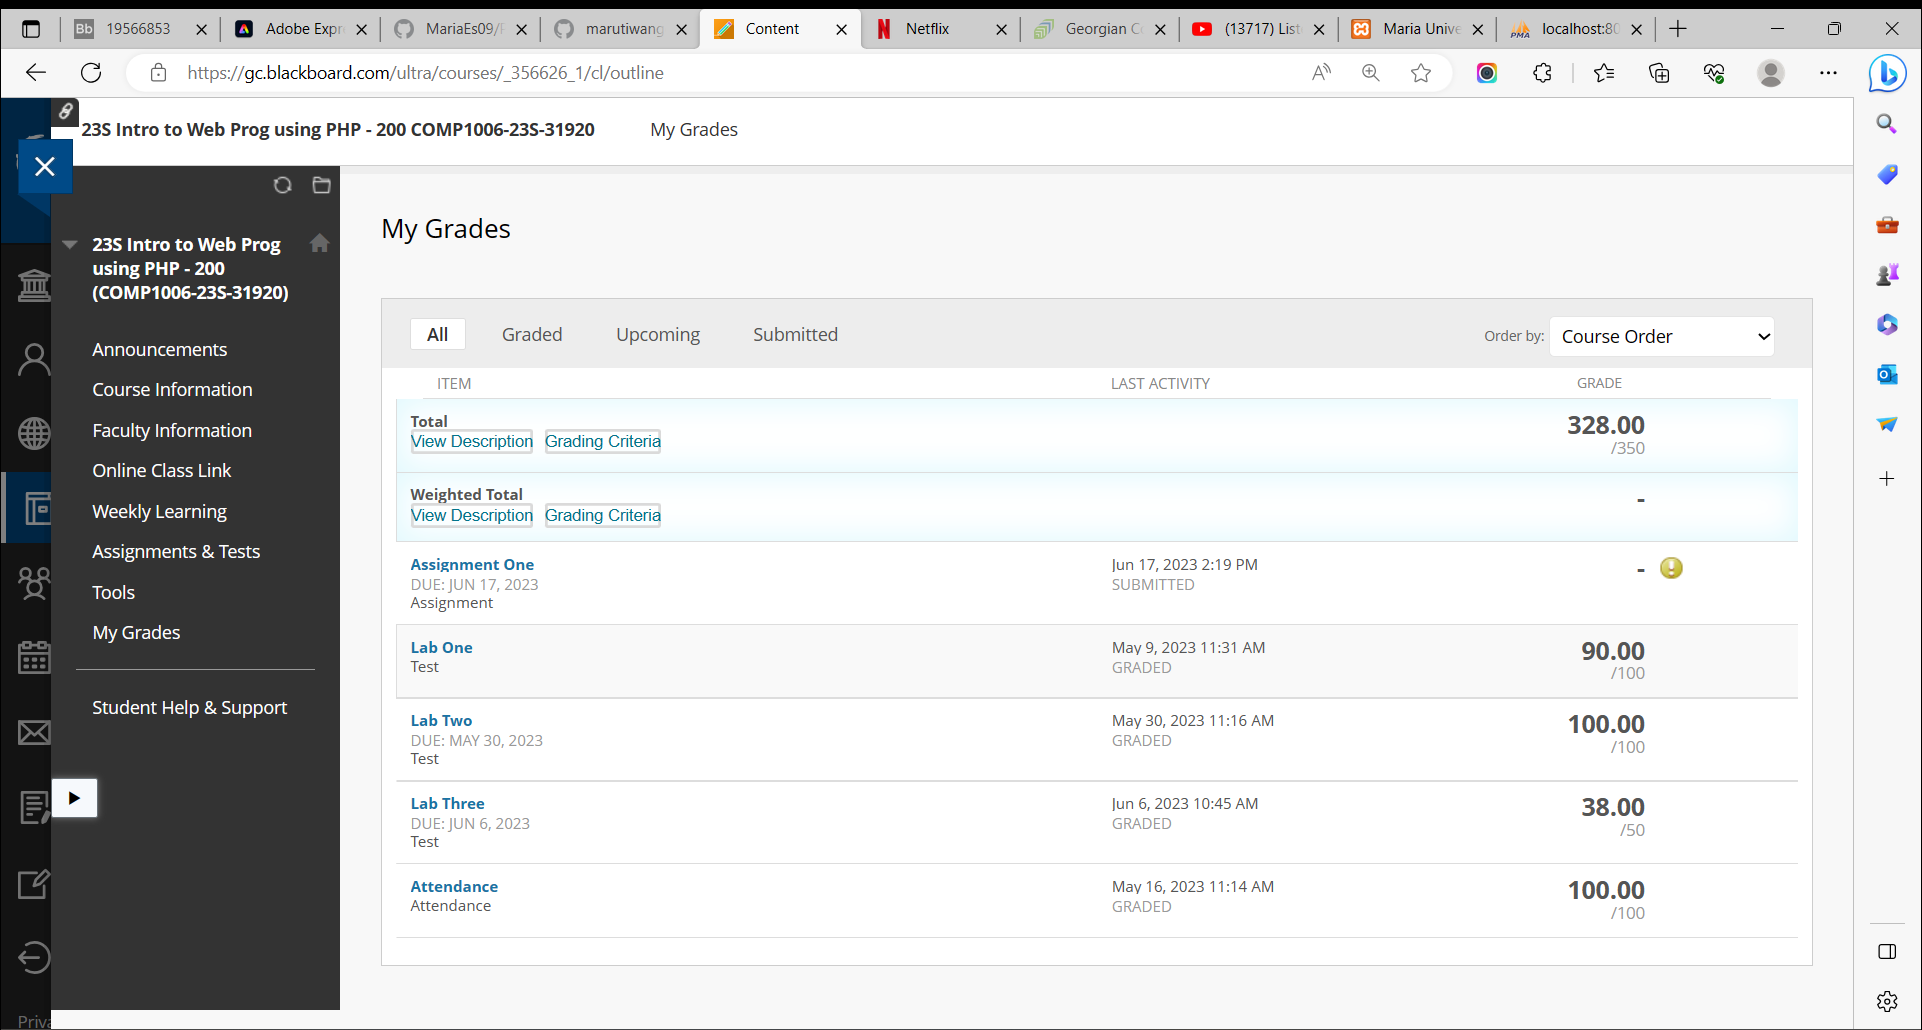 19566853
Adobe Expr
MariaEs09/
marutiwang
Content
Netflix
Georgian Co
(13717) List
Maria Unive
localhost:80
https://gc.blackboard.com/ultra/courses/_356626_1/cl/outline
23S Intro to Web Prog using PHP - 200 COMP1006-23S-31920
My Grades
23S Intro to Web Prog
using PHP - 200
(COMP1006-23S-31920)
Announcements
Course Information
Faculty Information
Online Class Link
Weekly Learning
Assignments & Tests
Tools
My Grades
Student Help & Support
Priva
My Grades
All
Graded
Upcoming
Submitted
Order by:
Course Order
ITEM
LAST ACTIVITY
GRADE
Total
View Description Grading Criteria
328.00
/350
Weighted Total
View Description Grading Criteria
-
Assignment One
DUE: JUN 17, 2023
Assignment
Jun 17, 2023 2:19 PM
SUBMITTED
-
Lab One
Test
May 9, 2023 11:31 AM
GRADED
90.00
/100
Lab Two
DUE: MAY 30, 2023
Test
May 30, 2023 11:16 AM
GRADED
100.00
/100
Lab Three
DUE: JUN 6, 2023
Test
Jun 6, 2023 10:45 AM
GRADED
38.00
/50
Attendance
Attendance
May 16, 2023 11:14 AM
GRADED
100.00
/100